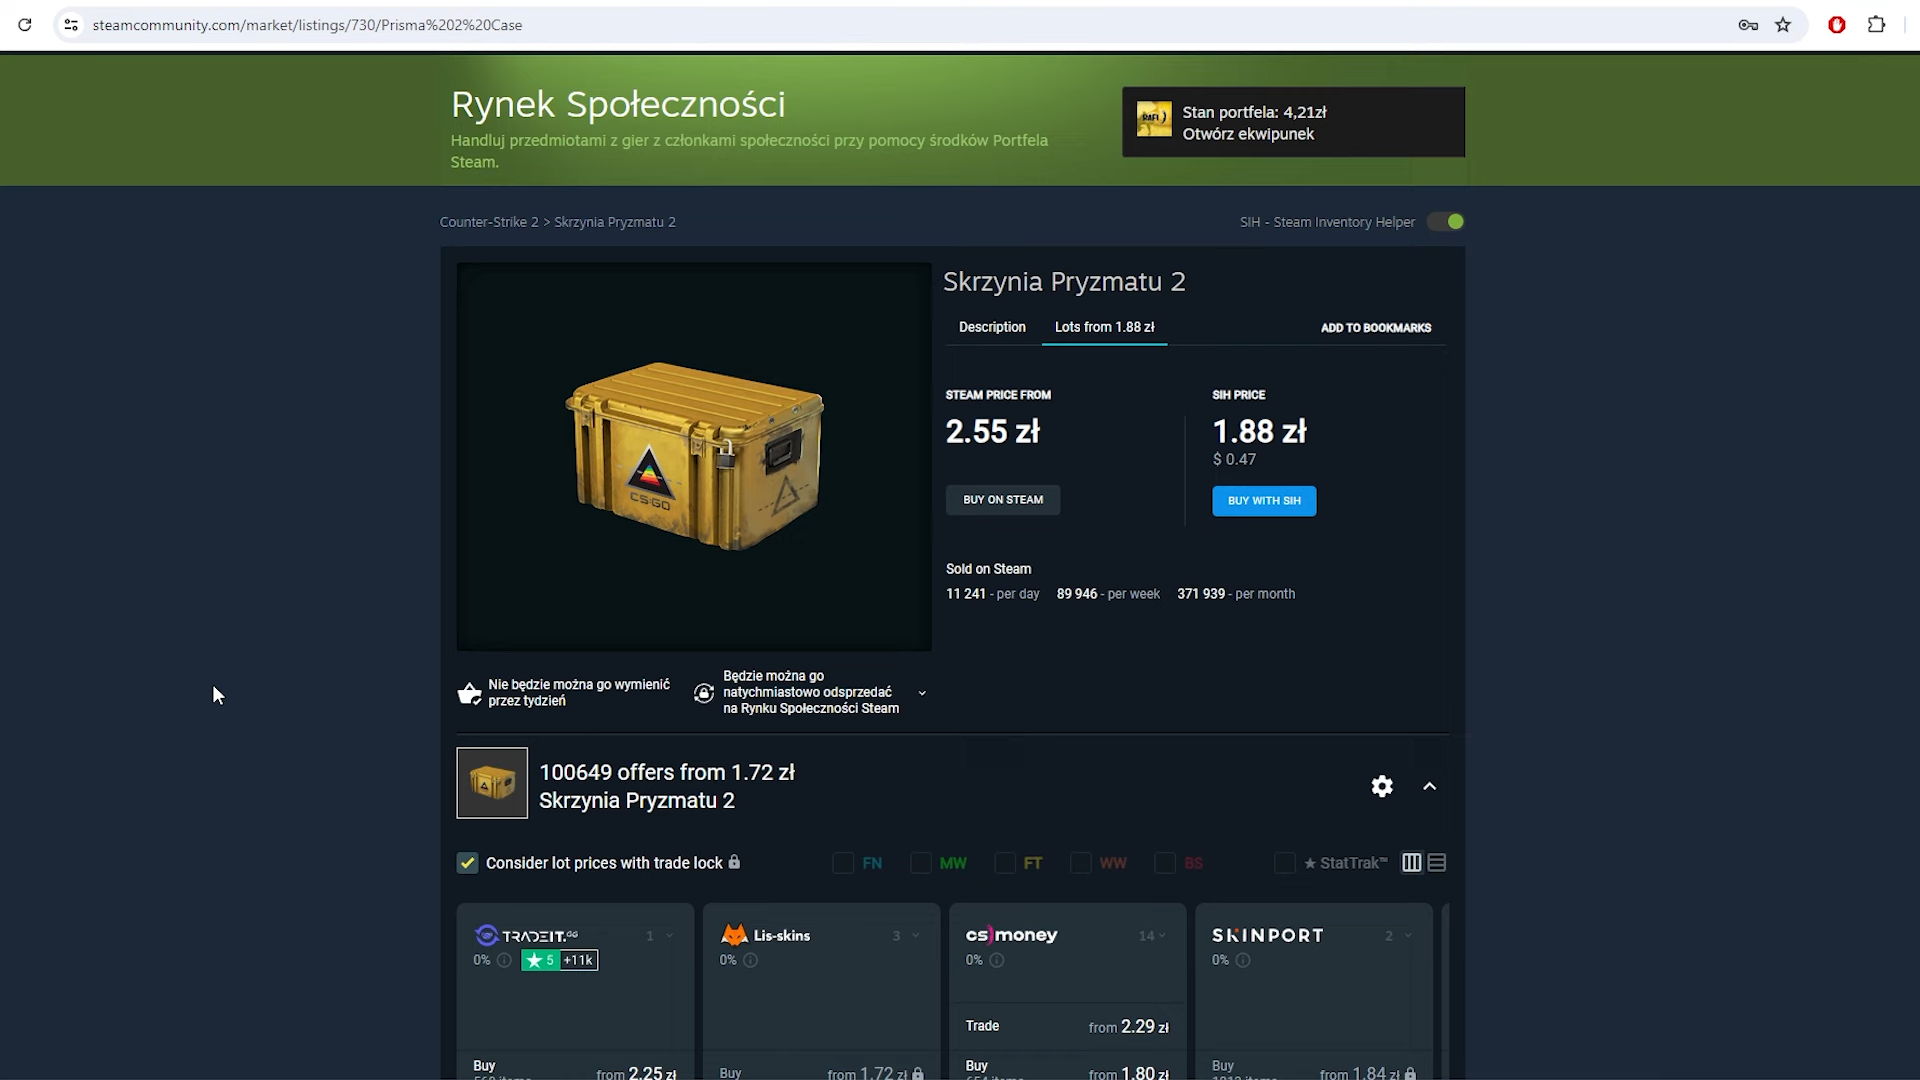 steamcommunity.com/market/listings/730/Prisma%202%20Case
Rynek Społeczności
Handluj przedmiotami z gier z członkami społeczności przy pomocy środków Portfela
Steam.
Stan portfela: 4,21zł
Otwórz ekwipunek
Counter-Strike 2 > Skrzynia Pryzmatu 2
SIH - Steam Inventory Helper
Skrzynia Pryzmatu 2
Description
Lots from 1.88 zł
ADD TO BOOKMARKS
STEAM PRICE FROM
2.55 zł
BUY ON STEAM
SIH PRICE
1.88 zł
$ 0.47
BUY WITH SIH
CS:GO
Sold on Steam
11 241 - per day 89 946 - per week 371 939 - per month
Nie będzie można go wymienić
przez tydzień
Będzie można go
natychmiastowo odsprzedać
na Rynku Społeczności Steam
100649 offers from 1.72 zł
Skrzynia Pryzmatu 2
Consider lot prices with trade lock
FN MW FT WW BS ★ StatTrak™
TRADEIT.GG 1
0% ★ 5 +11k
Buy from 2.25 zł
Lis-skins 3
0%
Buy from 1.72 zł
cs)money 14
0%
Trade from 2.29 zł
Buy from 1.80 zł
SKINPORT 2
0%
Buy from 1.84 zł